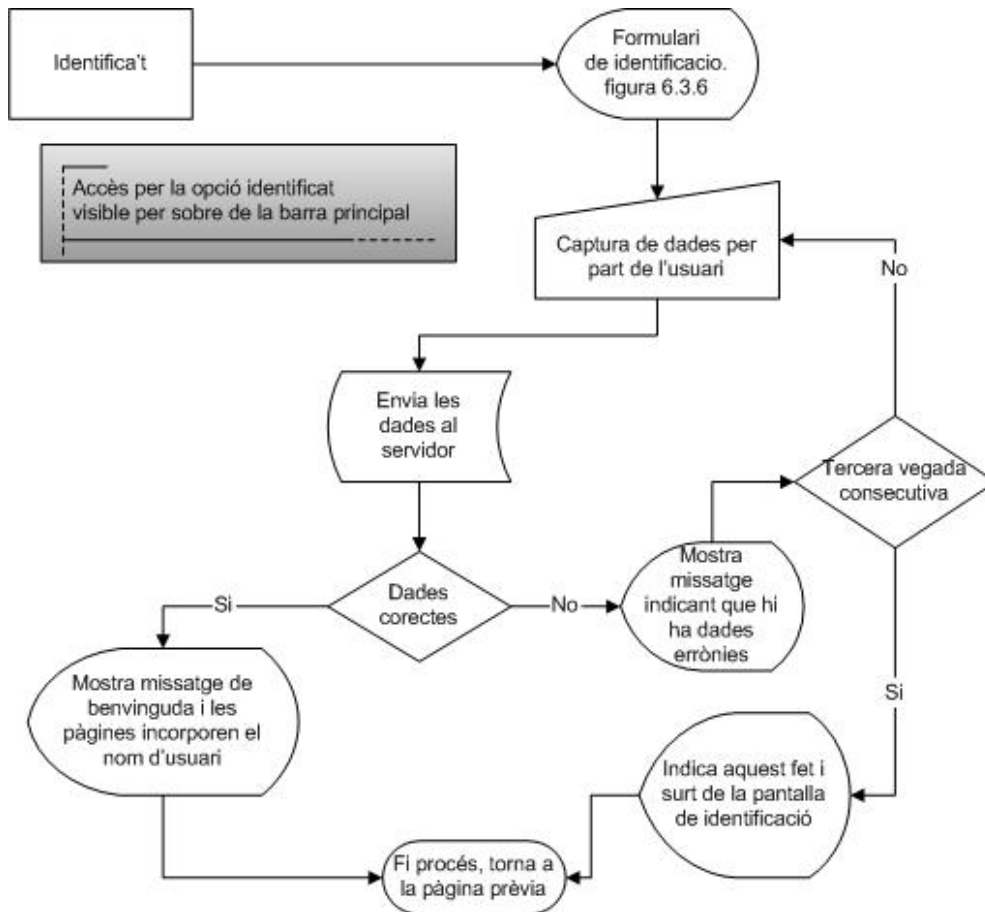 Identifica't
Formulari
de identificacio.
figura 6.3.6
Accès per la opció identificat
visible per sobre de la barra principal
Captura de dades per
part de l'usuari
No
Envia les
dades al
servidor
Tercera vegada
consecutiva
Mostra
missatge
indicant que hi
ha dades
errònies
Dades
corectes
Si
No
Si
Mostra missatge de
benvinguda i les
pàgines incorporen el
nom d'usuari
Indica aquest fet i
surt de la pantalla
de identificació
Fi procés, torna a
la pàgina prèvia